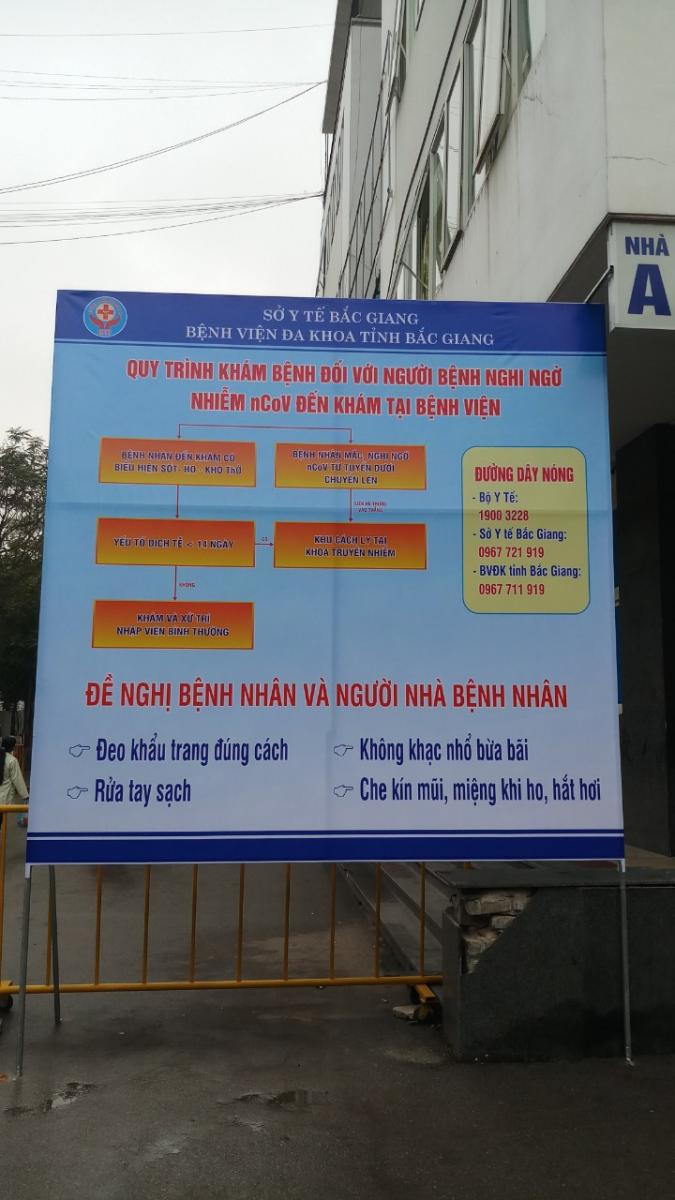 NHÀ
A
SỞ Y TẾ BẮC GIANG
BỆNH VIỆN ĐA KHOA TỈNH BẮC GIANG
QUY TRÌNH KHÁM BỆNH ĐỐI VỚI NGƯỜI BỆNH NGHI NGỜ
NHIỄM nCoV ĐẾN KHÁM TẠI BỆNH VIỆN
BỆNH NHÂN ĐẾN KHÁM CÓ
BIỂU HIỆN SỐT- HO - KHÓ THỞ
BỆNH NHÂN MẮC, NGHI NGỜ
nCoV TỪ TUYẾN DƯỚI
CHUYỂN LÊN
YẾU TỐ DỊCH TỄ < 14 NGÀY
CÓ
KHU CÁCH LY TẠI
KHOA TRUYỀN NHIỄM
KHÔNG
KHÁM VÀ XỬ TRÍ
NHẬP VIỆN BÌNH THƯỜNG
ĐƯỜNG DÂY NÓNG
- Bộ Y Tế:
1900 3228
- Sở Y tế Bắc Giang:
0967 721 919
- BVĐK tỉnh Bắc Giang:
0967 711 919
ĐỀ NGHỊ BỆNH NHÂN VÀ NGƯỜI NHÀ BỆNH NHÂN
Đeo khẩu trang đúng cách
Không khạc nhổ bừa bãi
Rửa tay sạch
Che kín mũi, miệng khi ho, hắt hơi